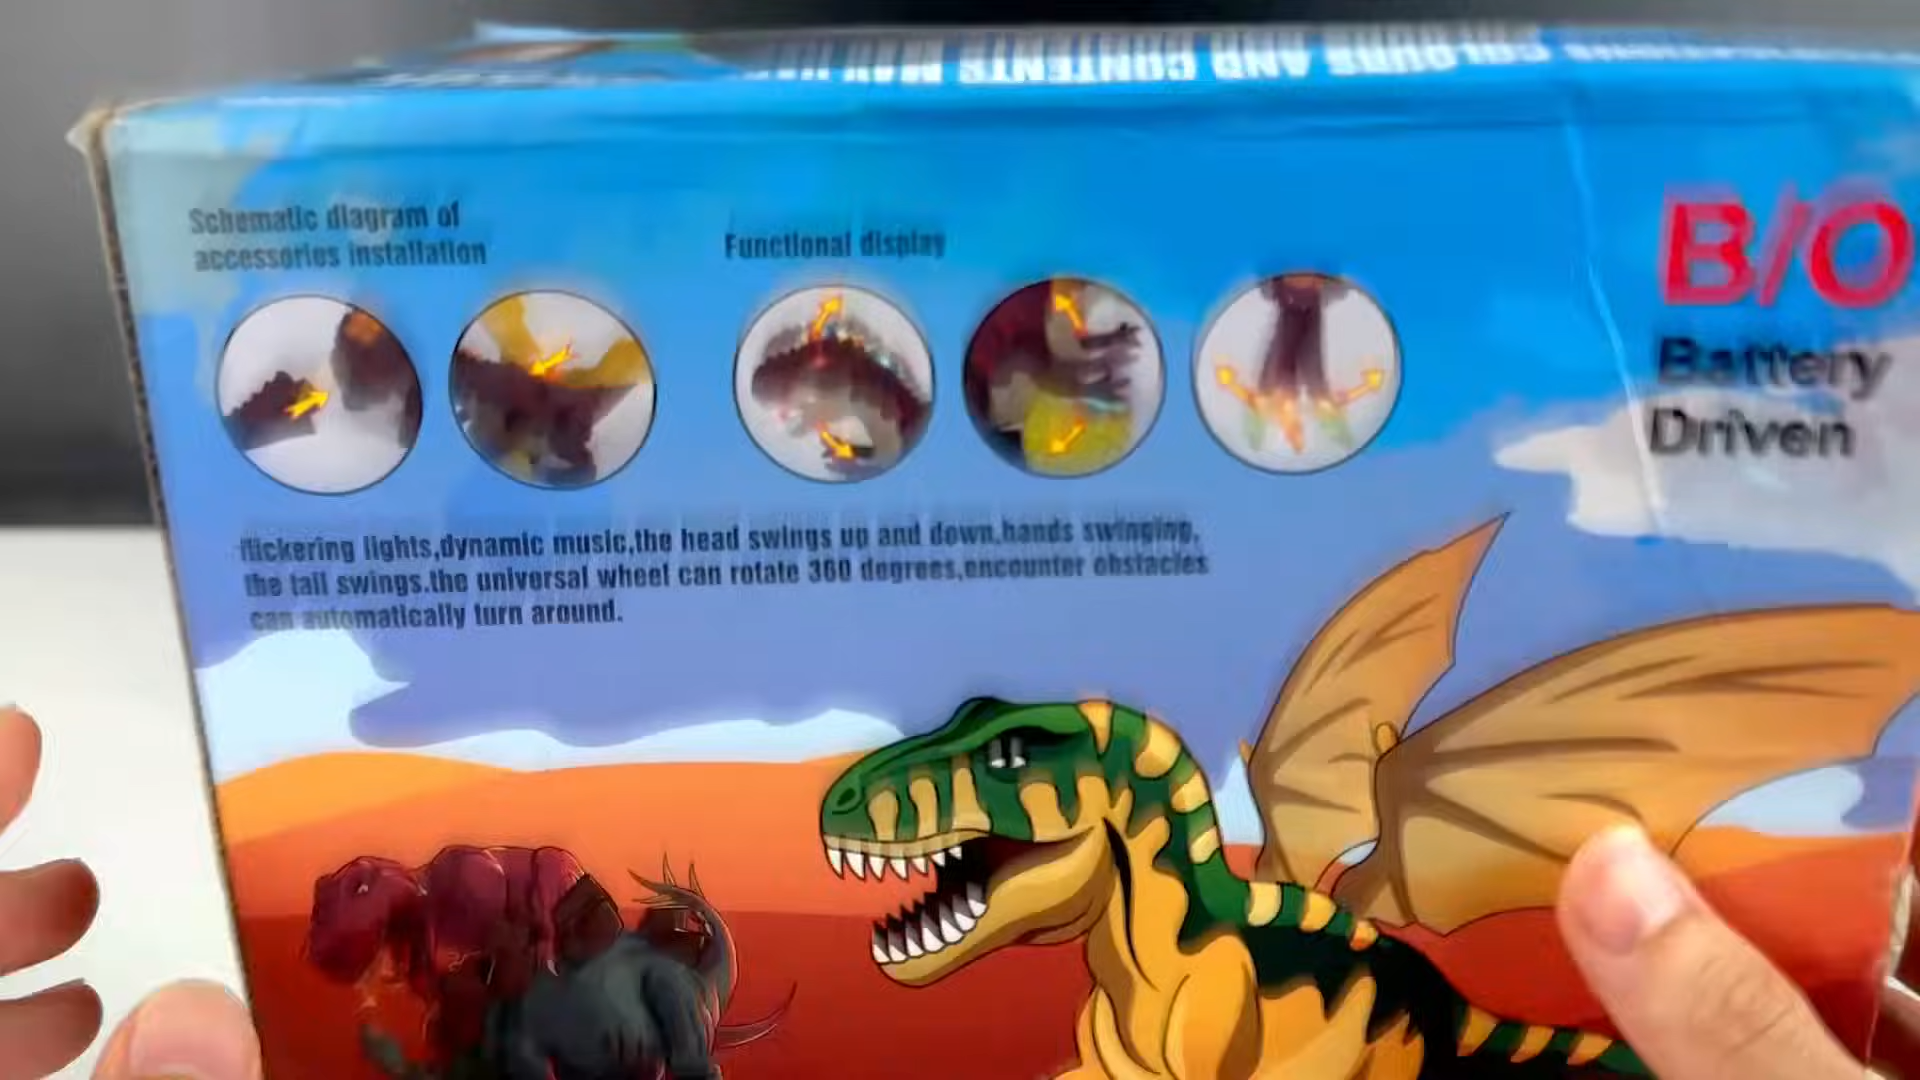 COLOURS AND CONTENTS MAY
Schematic diagram of
accessories installation
Functional display
B/O
Battery
Driven
flickering lights,dynamic music,the head swings up and down,hands swinging,
the tail swings.the universal wheel can rotate 360 degrees,encounter obstacles
can automatically turn around.